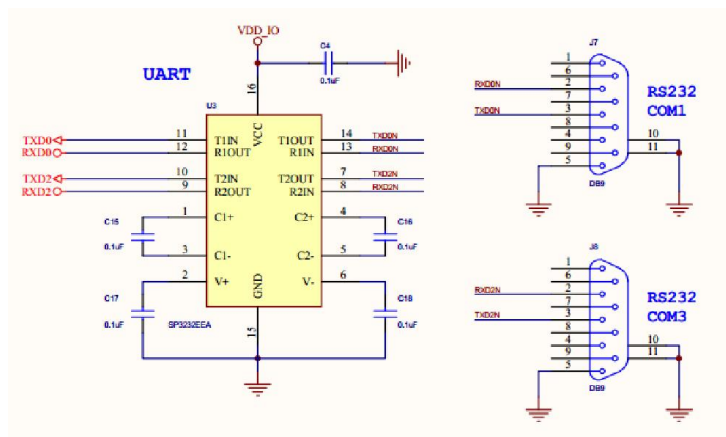 VDD_IO
C4
0.1uF
UART
16
U3
VCC
TXD0 11 T1IN T1OUT 14 TXD0N
RXD0 12 R1OUT R1IN 13 RXD0N
TXD2 10 T2IN T2OUT 7 TXD2N
RXD2 9 R2OUT R2IN 8 RXD2N
C15 1 C1+ C2+ 4 C16
0.1uF 0.1uF
3 C1- C2- 5
2 V+ V- 6
GND
C17 C18
0.1uF SP3232EEA 0.1uF
15
J7
1
6
RXD0N 2
7
TXD0N 3
8
4
9
5
10
11
DB9
RS232
COM1
J8
1
6
RXD2N 2
7
TXD2N 3
8
4
9
5
10
11
DB9
RS232
COM3